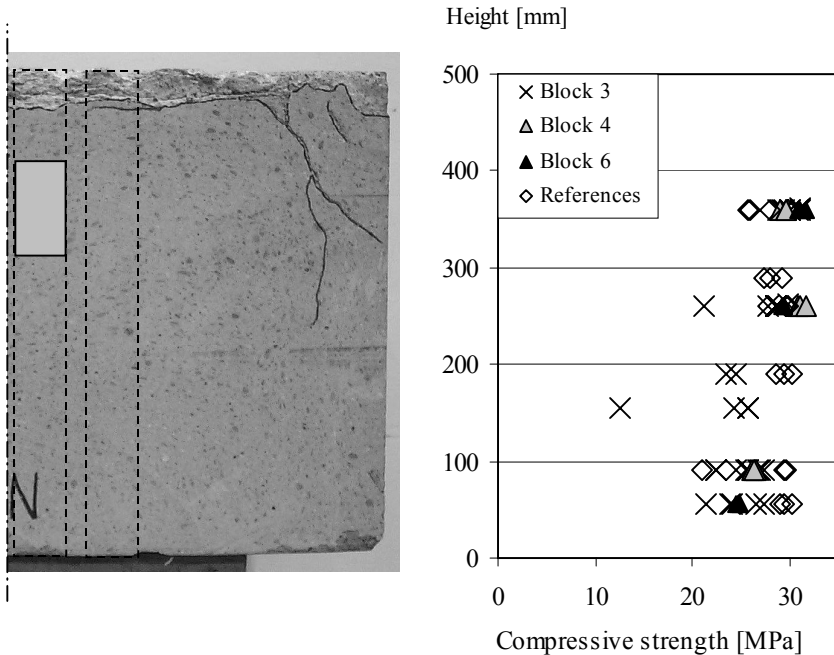 Height [mm]
500
Block 3
Block 4
Block 6
References
400
300
200
100
0
0 10 20 30
Compressive strength [MPa]
N